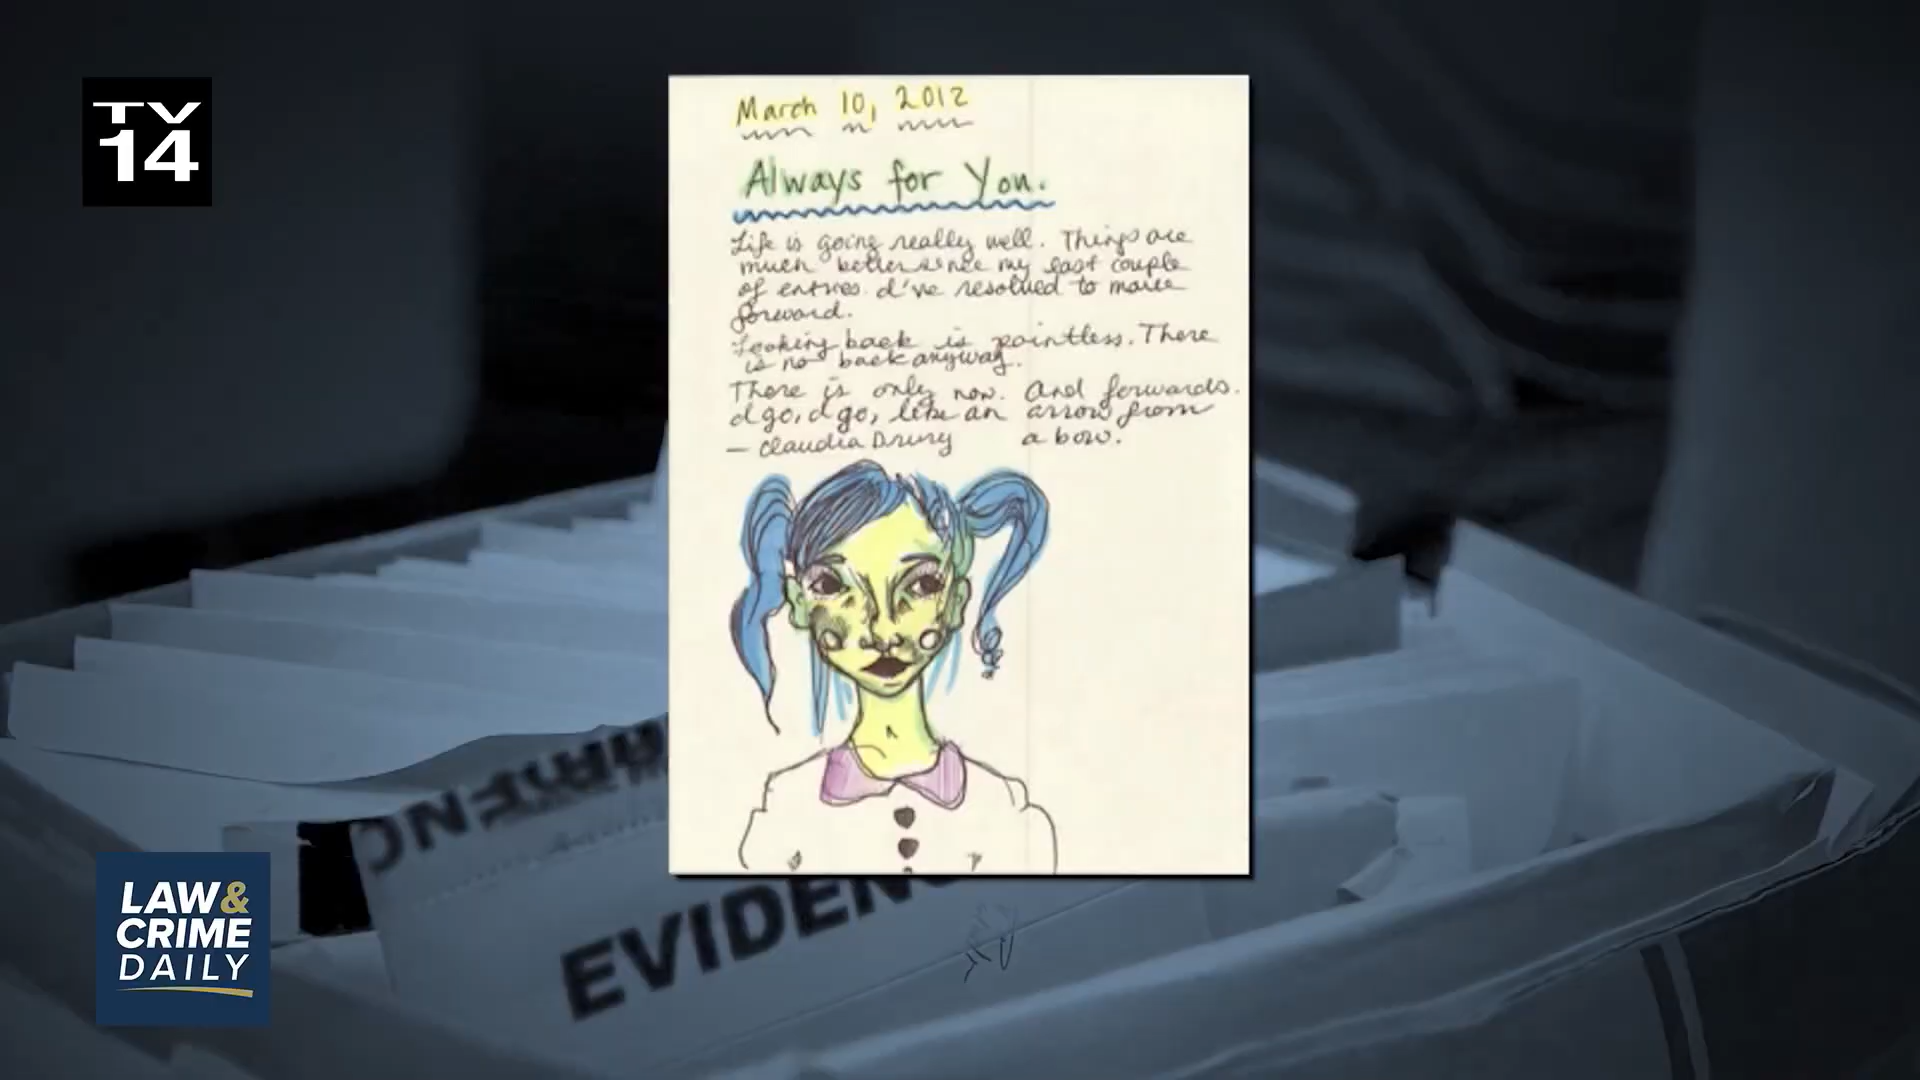 TV
14
March 10, 2012
Always for You.
Life is going really well. Things are
much better since my last couple
of entries. I've resolved to move
forward.
Looking back is pointless. There
is no back anyway.
There is only now. And forwards.
I go, I go, like an arrow from
a bow.
— Claudia Drury
EVIDENC
LAW&
CRIME
DAILY